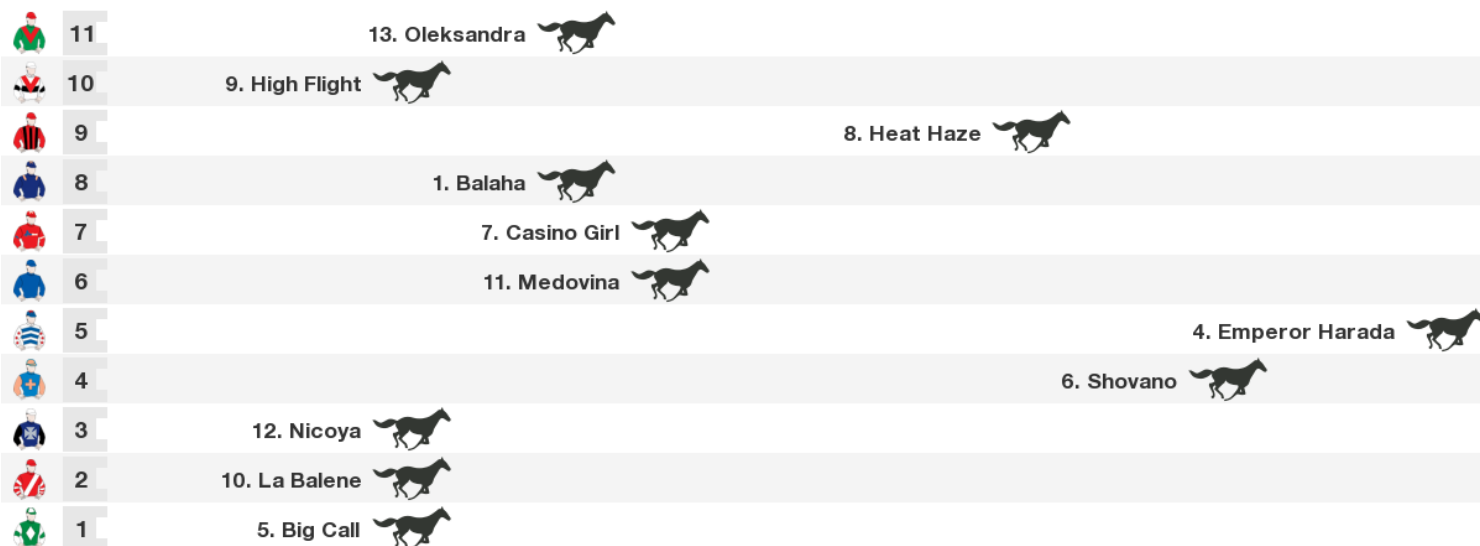 11 13. Oleksandra
10 9. High Flight
9 8. Heat Haze
8 1. Balaha
7 7. Casino Girl
6 11. Medovina
5 4. Emperor Harada
4 6. Shovano
3 12. Nicoya
2 10. La Balene
1 5. Big Call